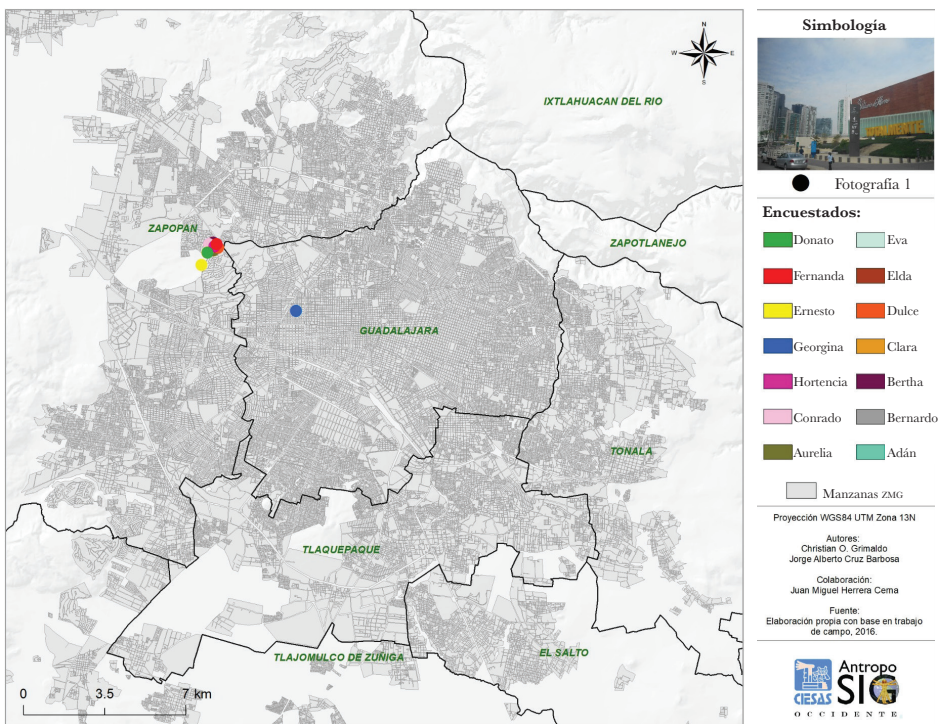 N
W E
S
IXTLAHUACAN DEL RIO
ZAPOPAN
ZAPOTLANEJO
GUADALAJARA
TONALA
TLAQUEPAQUE
TLAJOMULCO DE ZUÑIGA
EL SALTO
0 3.5 7 km
Simbología
Fotografía 1
Encuestados:
Donato Eva
Fernanda Elda
Ernesto Dulce
Georgina Clara
Hortencia Bertha
Conrado Bernardo
Aurelia Adán
Manzanas ZMG
Proyección WGS84 UTM Zona 13N
Autores:
Christian O. Grimaldo
Jorge Alberto Cruz Barbosa
Colaboración:
Juan Miguel Herrera Cema
Fuente:
Elaboración propia con base en trabajo
de campo, 2016.
CIESAS
Antropo
SIG
OCCIDENTE